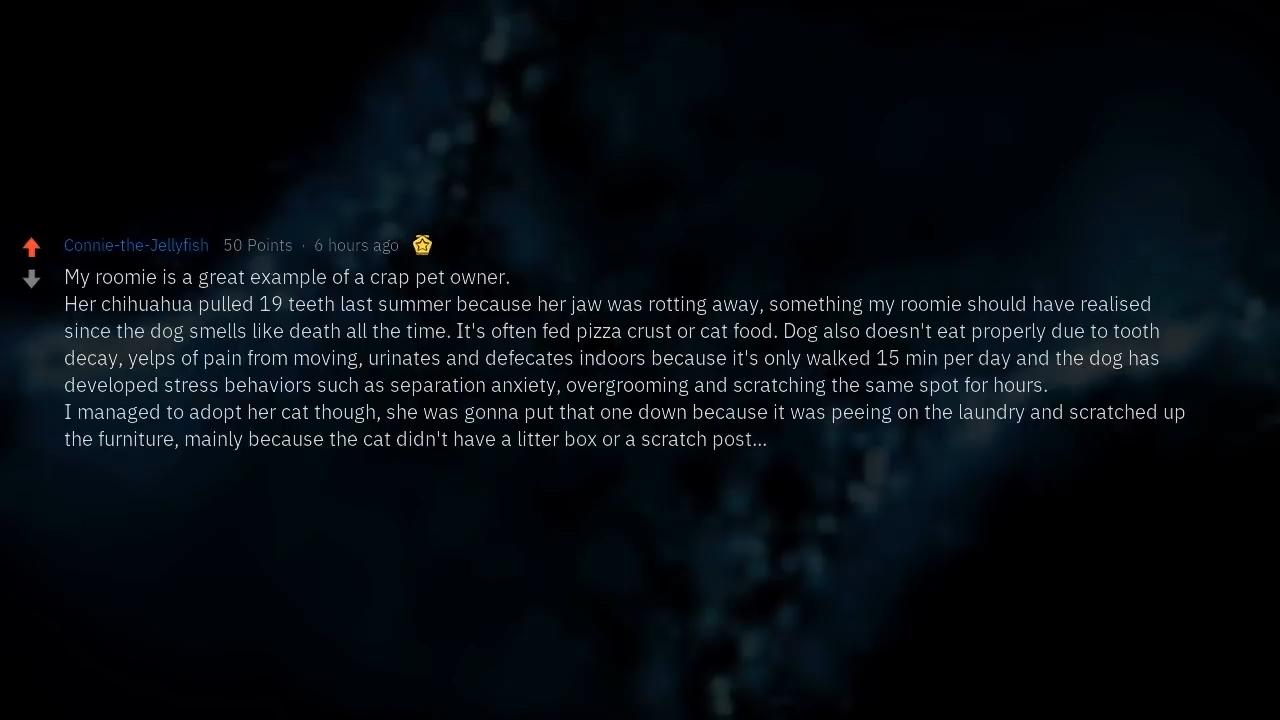 Connie-the-Jellyfish 50 Points · 6 hours ago
My roomie is a great example of a crap pet owner.
Her chihuahua pulled 19 teeth last summer because her jaw was rotting away, something my roomie should have realised
since the dog smells like death all the time. It's often fed pizza crust or cat food. Dog also doesn't eat properly due to tooth
decay, yelps of pain from moving, urinates and defecates indoors because it's only walked 15 min per day and the dog has
developed stress behaviors such as separation anxiety, overgrooming and scratching the same spot for hours.
I managed to adopt her cat though, she was gonna put that one down because it was peeing on the laundry and scratched up
the furniture, mainly because the cat didn't have a litter box or a scratch post...